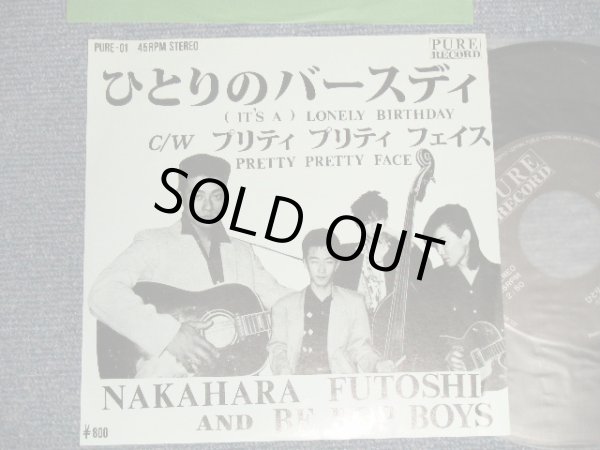 PURE-01 45RPM STEREO
PURE
RECORD
ひとりのバースディ
(IT'S A) LONELY BIRTHDAY
C/W プリティ プリティ フェイス
PRETTY PRETTY FACE
SOLD OUT
NAKAHARA FUTOSHI
AND BE BOYS
¥800
PURE
RECORD